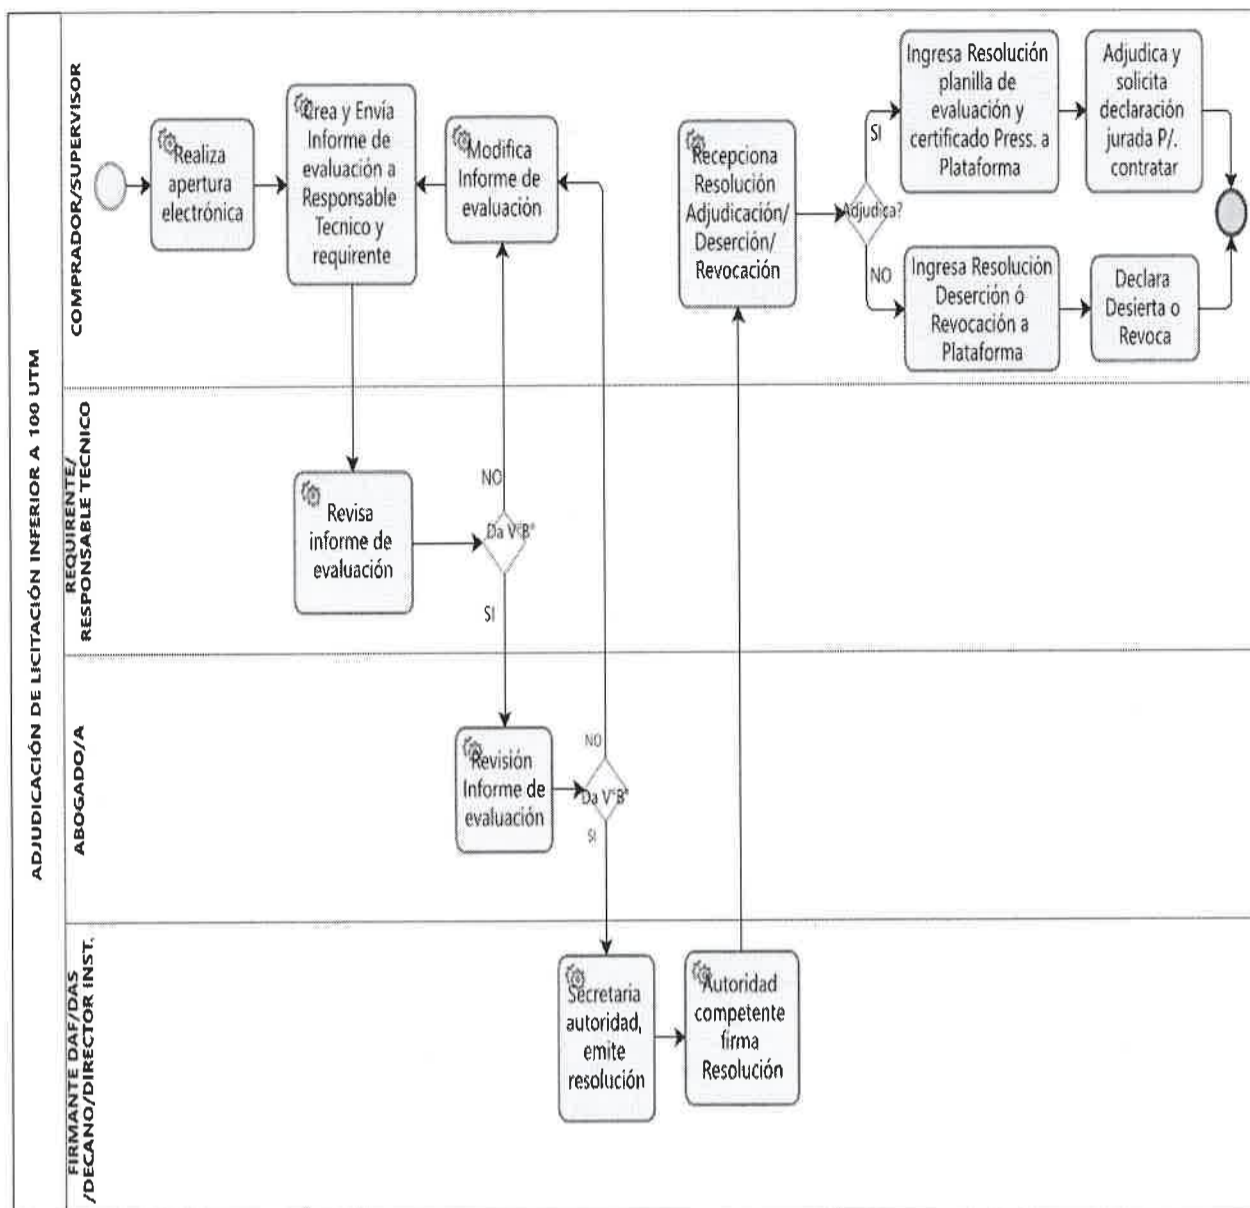 ADJUDICACIÓN DE LICITACIÓN INFERIOR A 100 UTM
COMPRADOR/SUPERVISOR
Realiza
apertura
electrónica
Crea y Envía
Informe de
evaluación a
Responsable
Tecnico y
requirente
Modifica
Informe de
evaluación
Recepciona
Resolución
Adjudicación/
Deserción/
Revocación
Adjudica?
SI
Ingresa Resolución
planilla de
evaluación y
certificado Press. a
Plataforma
Adjudica y
solicita
declaración
jurada P/.
contratar
NO
Ingresa Resolución
Deserción ó
Revocación a
Plataforma
Declara
Desierta o
Revoca
REQUIRENTE/
RESPONSABLE TECNICO
Revisa
informe de
evaluación
NO
Da V°B°
SI
ABOGADO/A
Revisión
Informe de
evaluación
NO
Da V°B°
SI
FIRMANTE DAF/DAS
/DECANO/DIRECTOR INST.
Secretaria
autoridad,
emite
resolución
Autoridad
competente
firma
Resolución